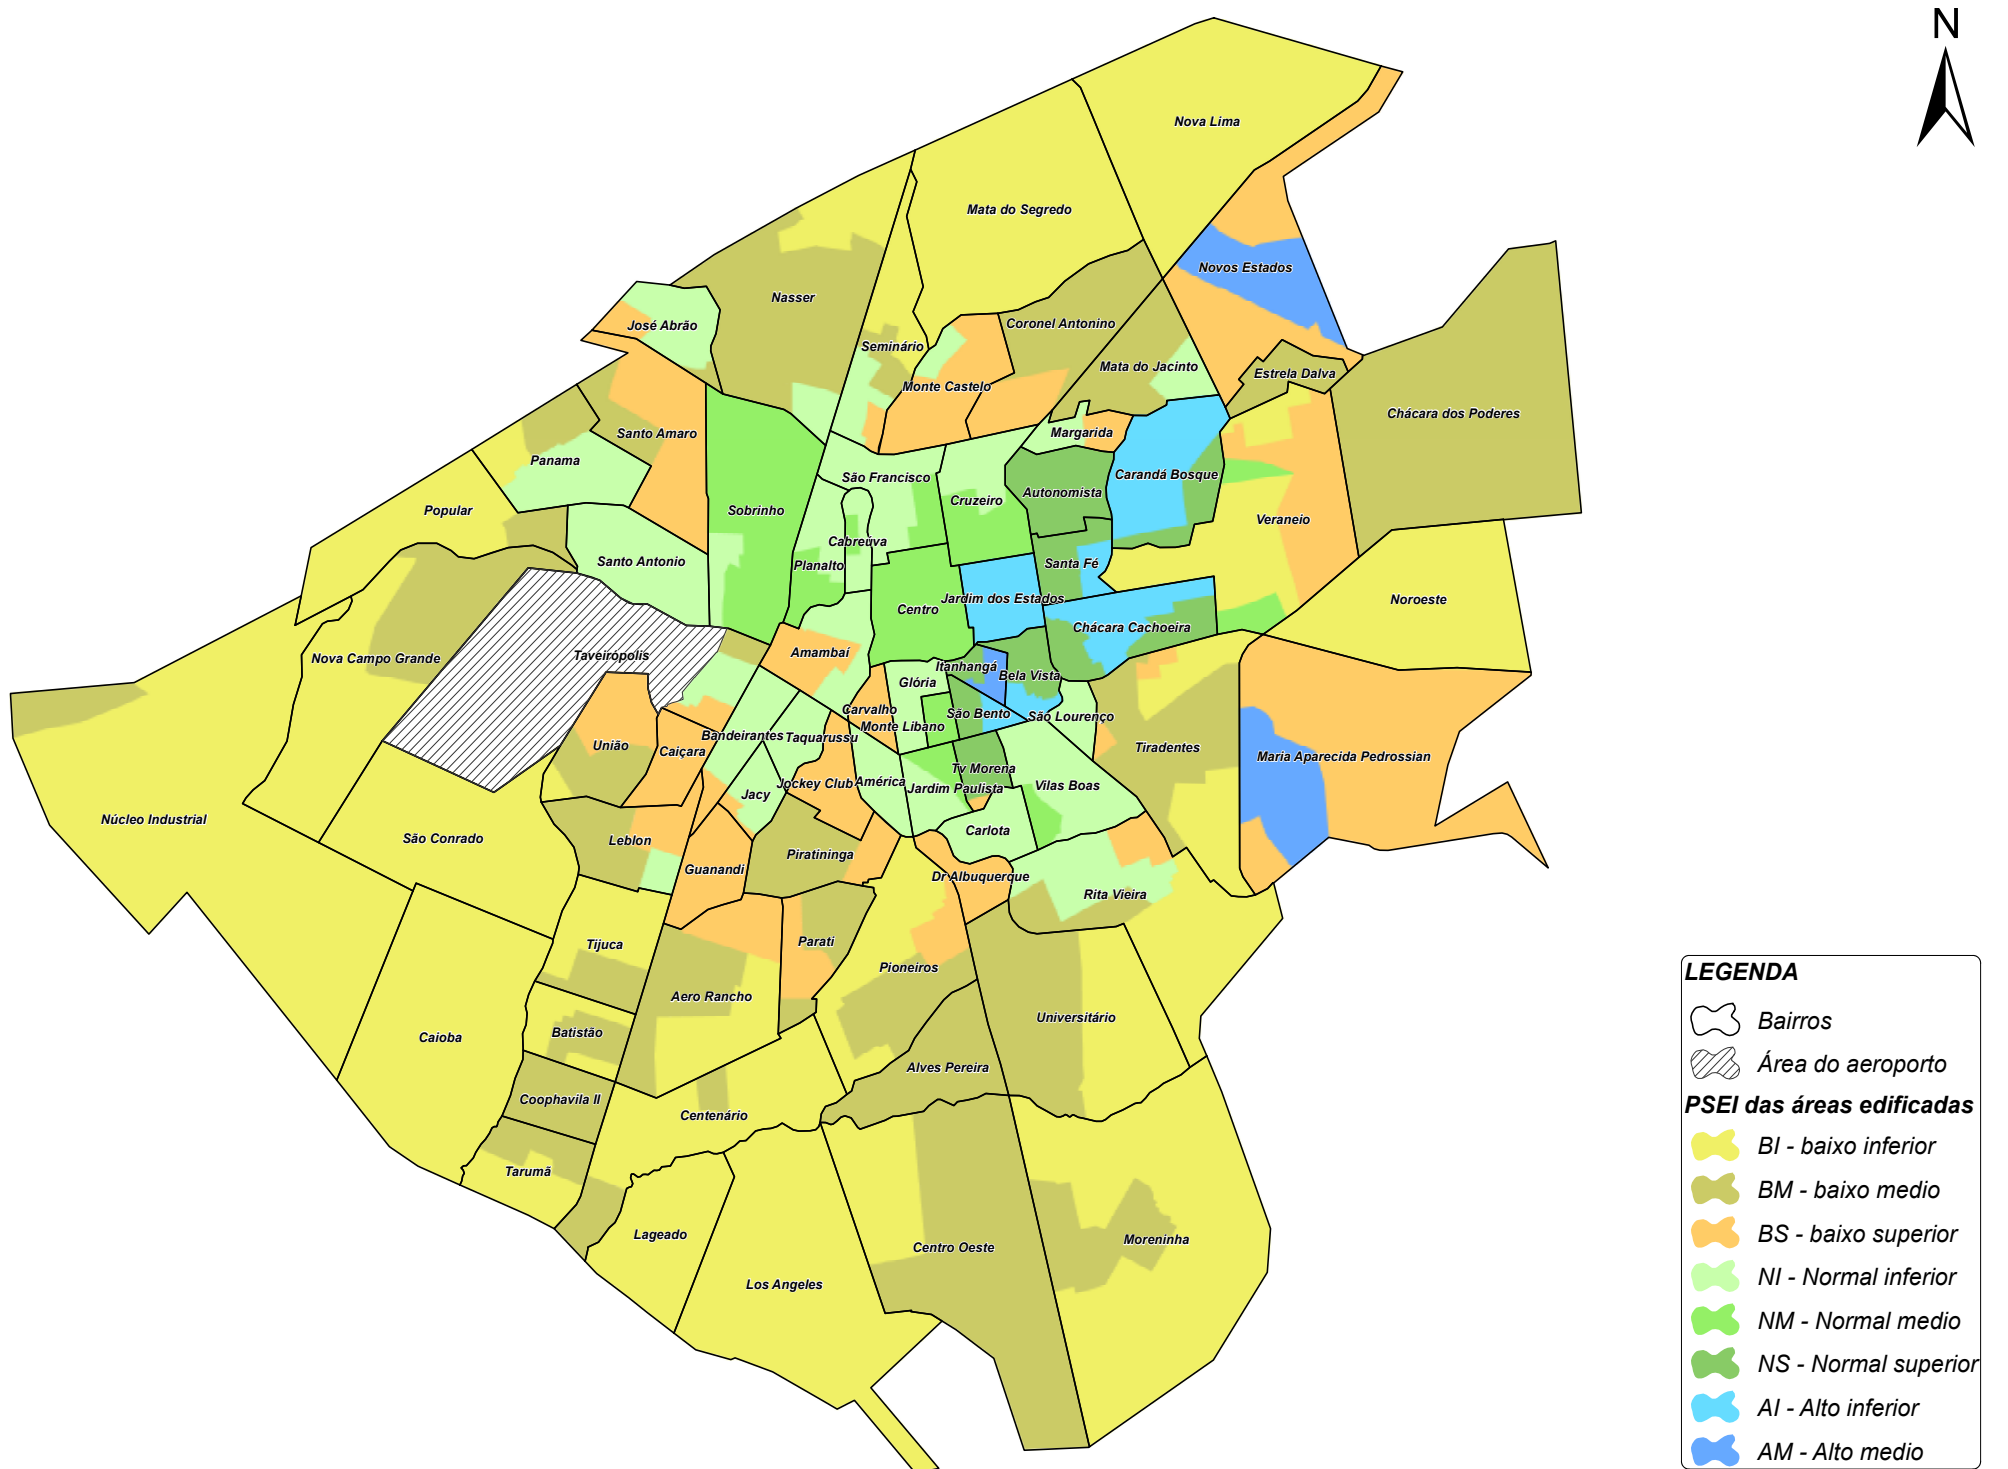 N
Nova Lima
Mata do Segredo
Novos Estados
Nasser
José Abrão
Coronel Antonino
Seminário
Mata do Jacinto
Estrela Dalva
Monte Castelo
Chácara dos Poderes
Santo Amaro
Margarida
Panama
São Francisco
Carandá Bosque
Autonomista
Cruzeiro
Popular
Sobrinho
Veraneio
Cabreúva
Santo Antonio
Planalto
Santa Fé
Jardim dos Estados
Noroeste
Centro
Chácara Cachoeira
Amambaí
Taveirópolis
Nova Campo Grande
Itanhangá
Bela Vista
Glória
Carvalho
São Bento
São Lourenço
Monte Libano
Bandeirantes
Taquarussu
União
Caiçara
Tiradentes
Maria Aparecida Pedrossian
Tv Morena
Jockey Club
América
Vilas Boas
Jardim Paulista
Jacy
Núcleo Industrial
Carlota
São Conrado
Leblon
Piratininga
Guanandi
Dr Albuquerque
Rita Vieira
Parati
Tijuca
Pioneiros
Aero Rancho
Universitário
Batistão
Caioba
Alves Pereira
Coophavila II
Centenário
Tarumã
Lageado
Moreninha
Centro Oeste
Los Angeles
LEGENDA
Bairros
Área do aeroporto
PSEI das áreas edificadas
BI - baixo inferior
BM - baixo medio
BS - baixo superior
NI - Normal inferior
NM - Normal medio
NS - Normal superior
AI - Alto inferior
AM - Alto medio